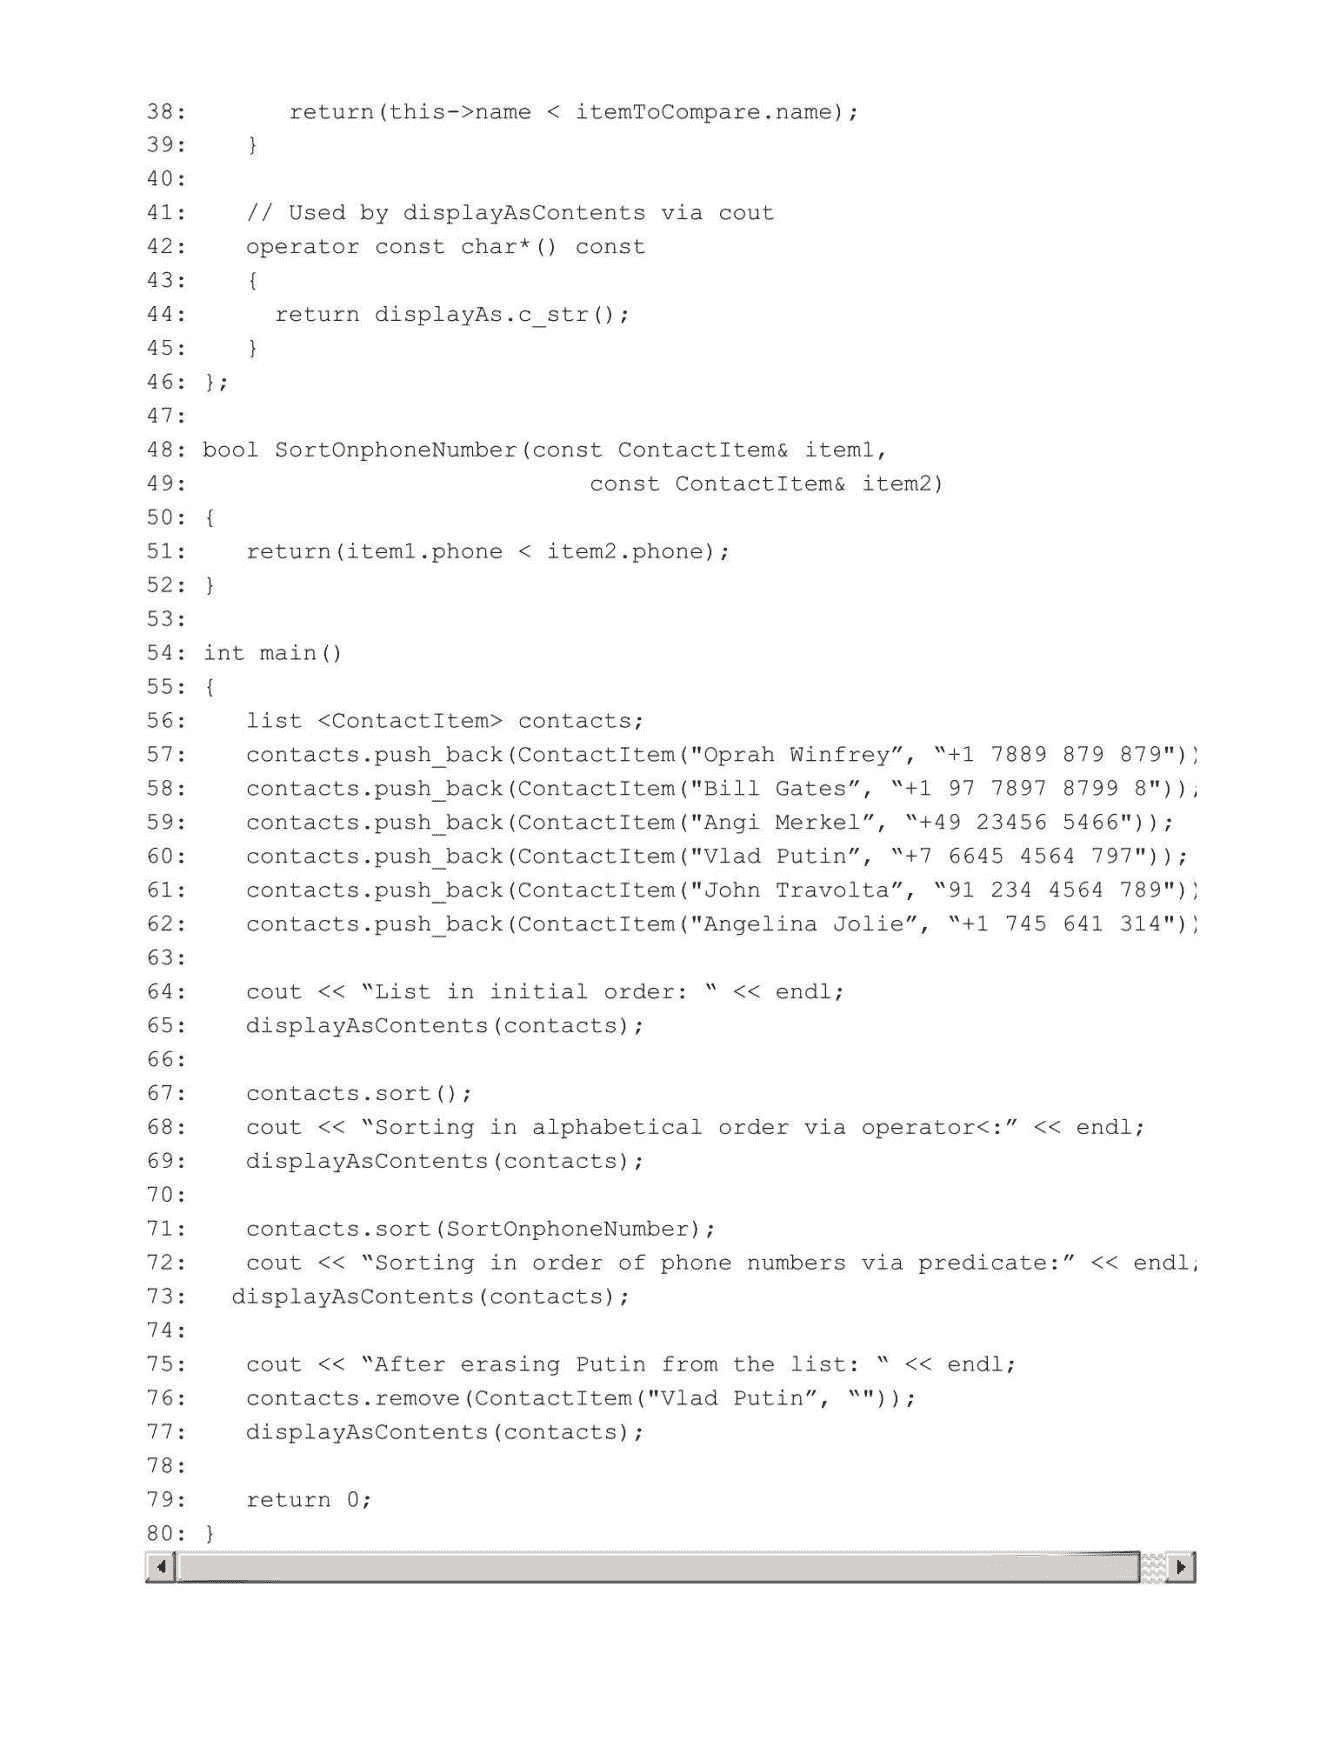 38:       return(this->name < itemToCompare.name);
39:    }
40:
41:    // Used by displayAsContents via cout
42:    operator const char*() const
43:    {
44:      return displayAs.c_str();
45:    }
46: };
47:
48: bool SortOnphoneNumber(const ContactItem& item1,
49:                            const ContactItem& item2)
50: {
51:    return(item1.phone < item2.phone);
52: }
53:
54: int main()
55: {
56:    list <ContactItem> contacts;
57:    contacts.push_back(ContactItem("Oprah Winfrey”, “+1 7889 879 879"))
58:    contacts.push_back(ContactItem("Bill Gates”, “+1 97 7897 8799 8"));
59:    contacts.push_back(ContactItem("Angi Merkel”, “+49 23456 5466"));
60:    contacts.push_back(ContactItem("Vlad Putin”, “+7 6645 4564 797"));
61:    contacts.push_back(ContactItem("John Travolta”, “91 234 4564 789"))
62:    contacts.push_back(ContactItem("Angelina Jolie”, “+1 745 641 314"))
63:
64:    cout << “List in initial order: “ << endl;
65:    displayAsContents(contacts);
66:
67:    contacts.sort();
68:    cout << “Sorting in alphabetical order via operator<:” << endl;
69:    displayAsContents(contacts);
70:
71:    contacts.sort(SortOnphoneNumber);
72:    cout << “Sorting in order of phone numbers via predicate:” << endl;
73:   displayAsContents(contacts);
74:
75:    cout << “After erasing Putin from the list: “ << endl;
76:    contacts.remove(ContactItem("Vlad Putin”, “"));
77:    displayAsContents(contacts);
78:
79:    return 0;
80: }